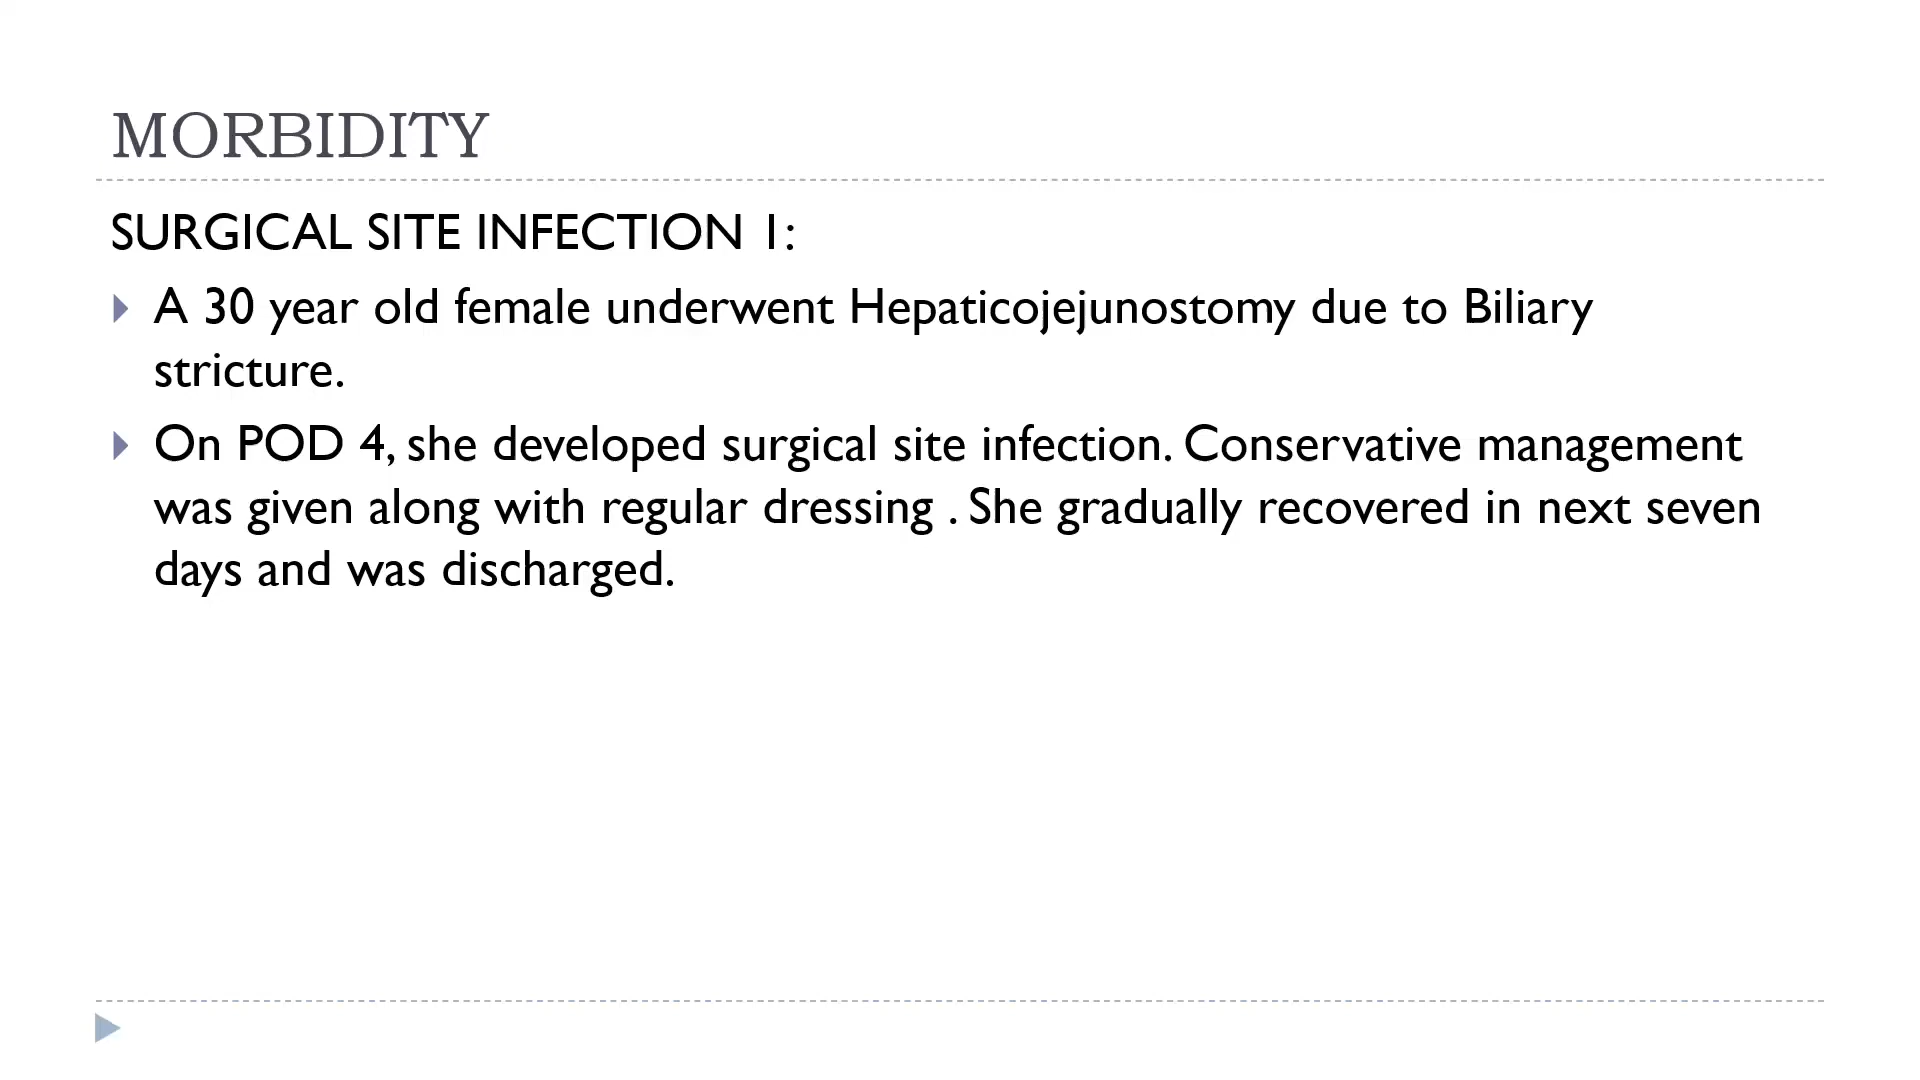 MORBIDITY
SURGICAL SITE INFECTION 1:
A 30 year old female underwent Hepaticojejunostomy due to Biliary
stricture.
On POD 4, she developed surgical site infection. Conservative management
was given along with regular dressing . She gradually recovered in next seven
days and was discharged.